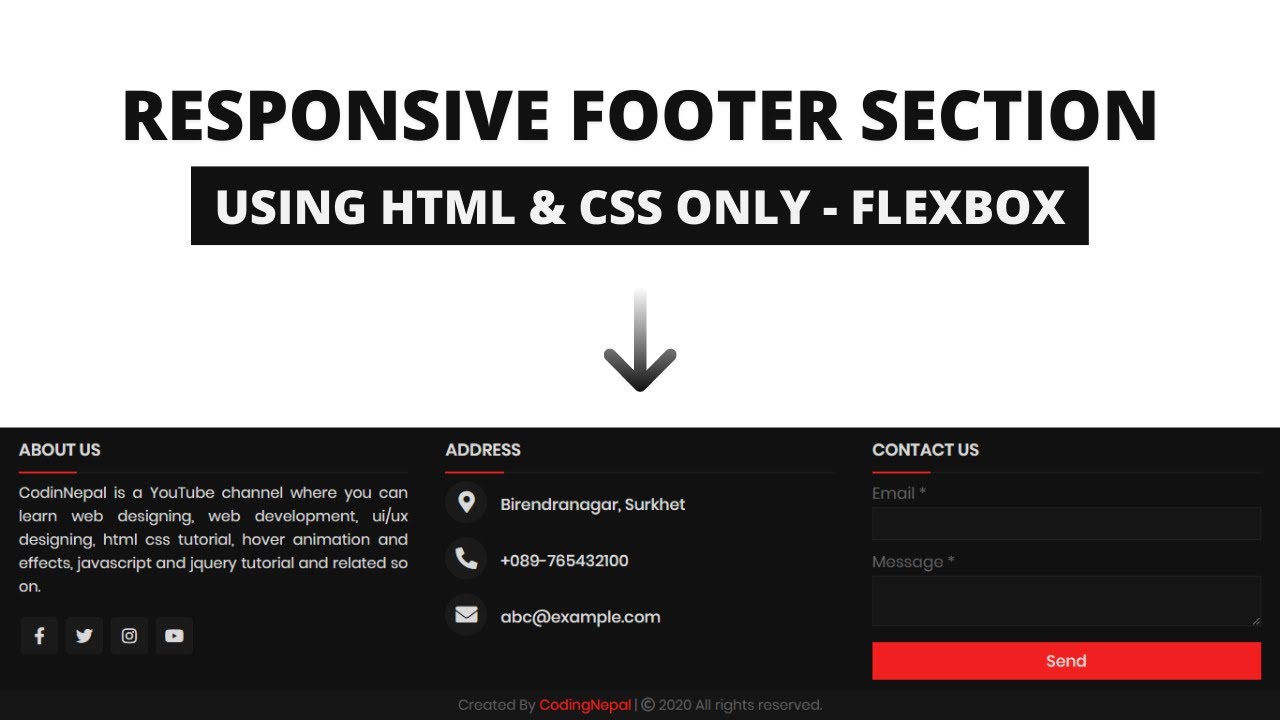 RESPONSIVE FOOTER SECTION
USING HTML & CSS ONLY - FLEXBOX
ABOUT US
CodinNepal is a YouTube channel where you can
learn web designing, web development, ui/ux
designing, html css tutorial, hover animation and
effects, javascript and jquery tutorial and related so
on.
ADDRESS
Birendranagar, Surkhet
+089-765432100
abc@example.com
CONTACT US
Email *
Message *
Send
Created By CodingNepal | © 2020 All rights reserved.